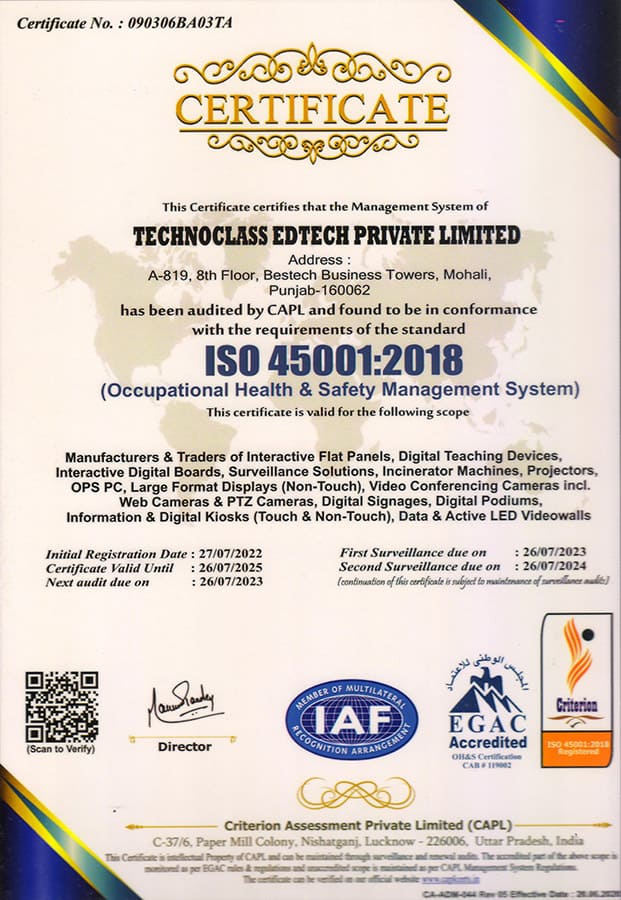 Certificate No. : 090306BA03TA
CERTIFICATE
This Certificate certifies that the Management System of
TECHNOCLASS EDTECH PRIVATE LIMITED
Address :
A-819, 8th Floor, Bestech Business Towers, Mohali,
Punjab-160062
has been audited by CAPL and found to be in conformance
with the requirements of the standard
ISO 45001:2018
(Occupational Health & Safety Management System)
This certificate is valid for the following scope
Manufacturers & Traders of Interactive Flat Panels, Digital Teaching Devices,
Interactive Digital Boards, Surveillance Solutions, Incinerator Machines, Projectors,
OPS PC, Large Format Displays (Non-Touch), Video Conferencing Cameras incl.
Web Cameras & PTZ Cameras, Digital Signages, Digital Podiums,
Information & Digital Kiosks (Touch & Non-Touch), Data & Active LED Videowalls
Initial Registration Date : 27/07/2022
Certificate Valid Until : 26/07/2025
Next audit due on : 26/07/2023
First Surveillance due on : 26/07/2023
Second Surveillance due on : 26/07/2024
(continuation of this certificate is subject to maintenance of surveillance audits)
(Scan to Verify)
Director
MEMBER OF MULTILATERAL
IAF
RECOGNITION ARRANGEMENT
المجلس الوطنى للاعتماد
EGAC
Accredited
OH&S Certification
CAB # 119002
Criterion
ISO 45001:2018
Registered
Criterion Assessment Private Limited (CAPL)
C-37/6, Paper Mill Colony, Nishatganj, Lucknow - 226006, Uttar Pradesh, India
This Certificate is intellectual Property of CAPL and can be maintained through surveillance and renewal audits. The accredited part of the above scope is
monitored as per EGAC rules & regulations and unaccredited scope is maintained as per CAPL Management System Regulations.
The certificate can be verified on our official website www.caplcerts.in
CA-ADM-044 Rev 05 Effective Date : 26.06.2020